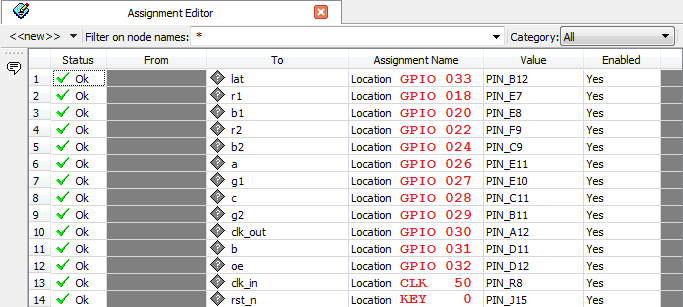 Assignment Editor
<<new>> Filter on node names: * Category: All
Status From To Assignment Name Value Enabled
1 Ok lat Location GPIO 033 PIN_B12 Yes
2 Ok r1 Location GPIO 018 PIN_E7 Yes
3 Ok b1 Location GPIO 020 PIN_E8 Yes
4 Ok r2 Location GPIO 022 PIN_F9 Yes
5 Ok b2 Location GPIO 024 PIN_C9 Yes
6 Ok a Location GPIO 026 PIN_E11 Yes
7 Ok g1 Location GPIO 027 PIN_E10 Yes
8 Ok c Location GPIO 028 PIN_C11 Yes
9 Ok g2 Location GPIO 029 PIN_B11 Yes
10 Ok clk_out Location GPIO 030 PIN_A12 Yes
11 Ok b Location GPIO 031 PIN_D11 Yes
12 Ok oe Location GPIO 032 PIN_D12 Yes
13 Ok clk_in Location CLK 50 PIN_R8 Yes
14 Ok rst_n Location KEY 0 PIN_J15 Yes